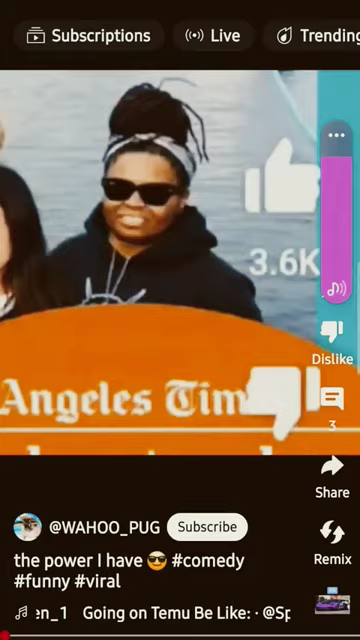 Subscriptions
Live
Trending
3.6K
Dislike
Angeles Tim
3
Share
@WAHOO_PUG
Subscribe
Remix
the power I have 😎 #comedy
#funny #viral
en_1 Going on Temu Be Like: · @Sp